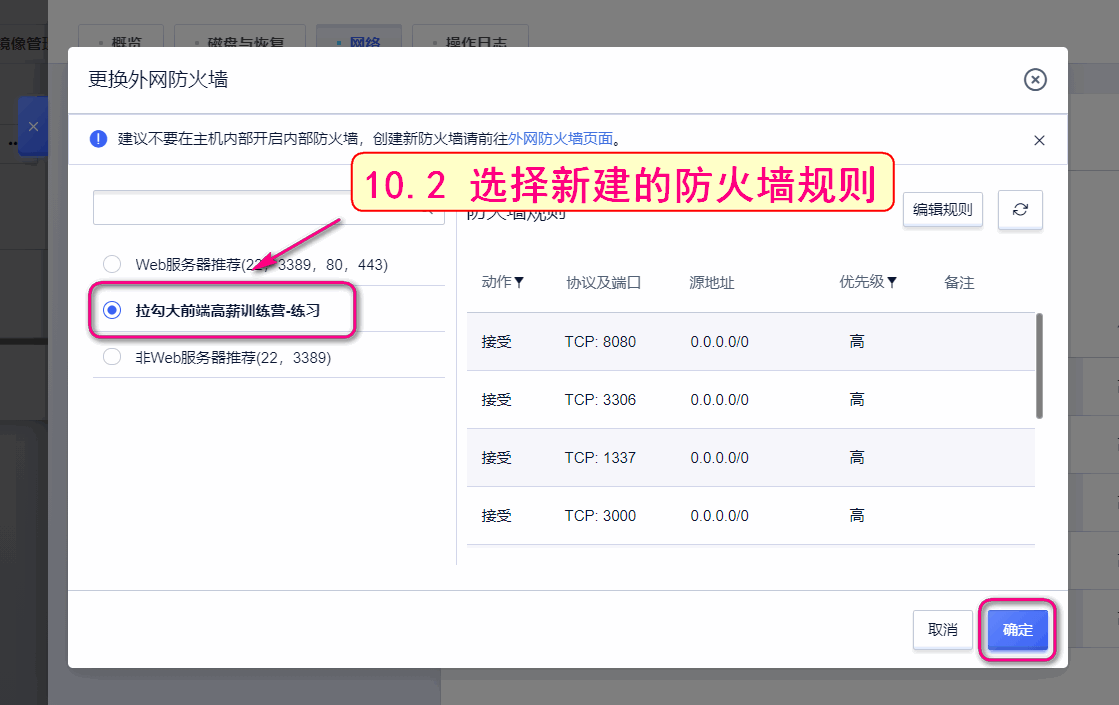 镜像管理
概览
磁盘与恢复
网络
操作日志
更换外网防火墙
建议不要在主机内部开启内部防火墙，创建新防火墙请前往外网防火墙页面。
10.2 选择新建的防火墙规则
防火墙规则
编辑规则
Web服务器推荐(22，3389，80，443)
拉勾大前端高薪训练营-练习
非Web服务器推荐(22，3389)
动作 协议及端口 源地址 优先级 备注
接受 TCP: 8080 0.0.0.0/0 高
接受 TCP: 3306 0.0.0.0/0 高
接受 TCP: 1337 0.0.0.0/0 高
接受 TCP: 3000 0.0.0.0/0 高
取消
确定